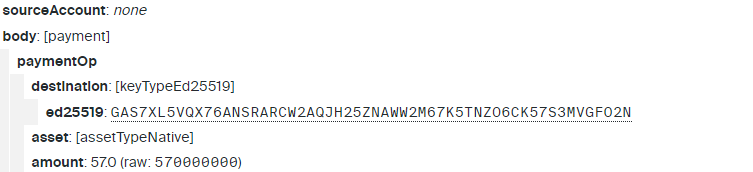 sourceAccount: none
body: [payment]
paymentOp
destination: [keyTypeEd25519]
ed25519: GAS7XL5VQX76ANSRARCW2AQJH25ZNAWW2M67K5TNZO6CK57S3MVGFO2N
asset: [assetTypeNative]
amount: 57.0 (raw: 570000000)